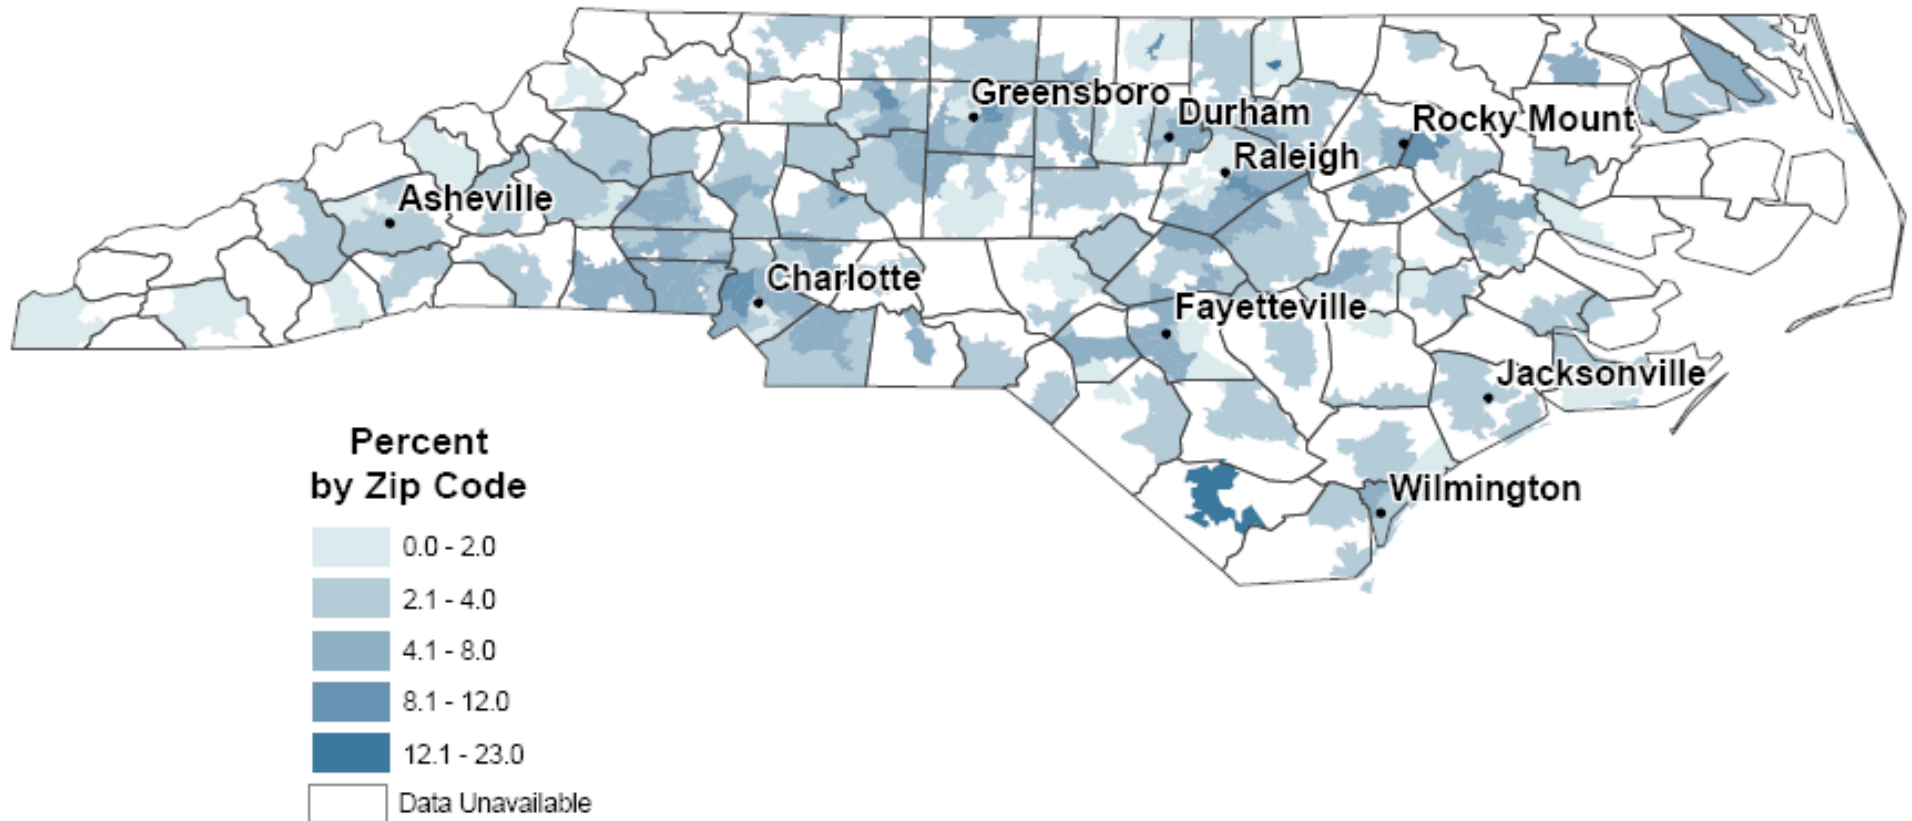 Greensboro
Durham
Rocky Mount
Raleigh
Asheville
Charlotte
Fayetteville
Jacksonville
Wilmington
Percent
by Zip Code
0.0 - 2.0
2.1 - 4.0
4.1 - 8.0
8.1 - 12.0
12.1 - 23.0
Data Unavailable